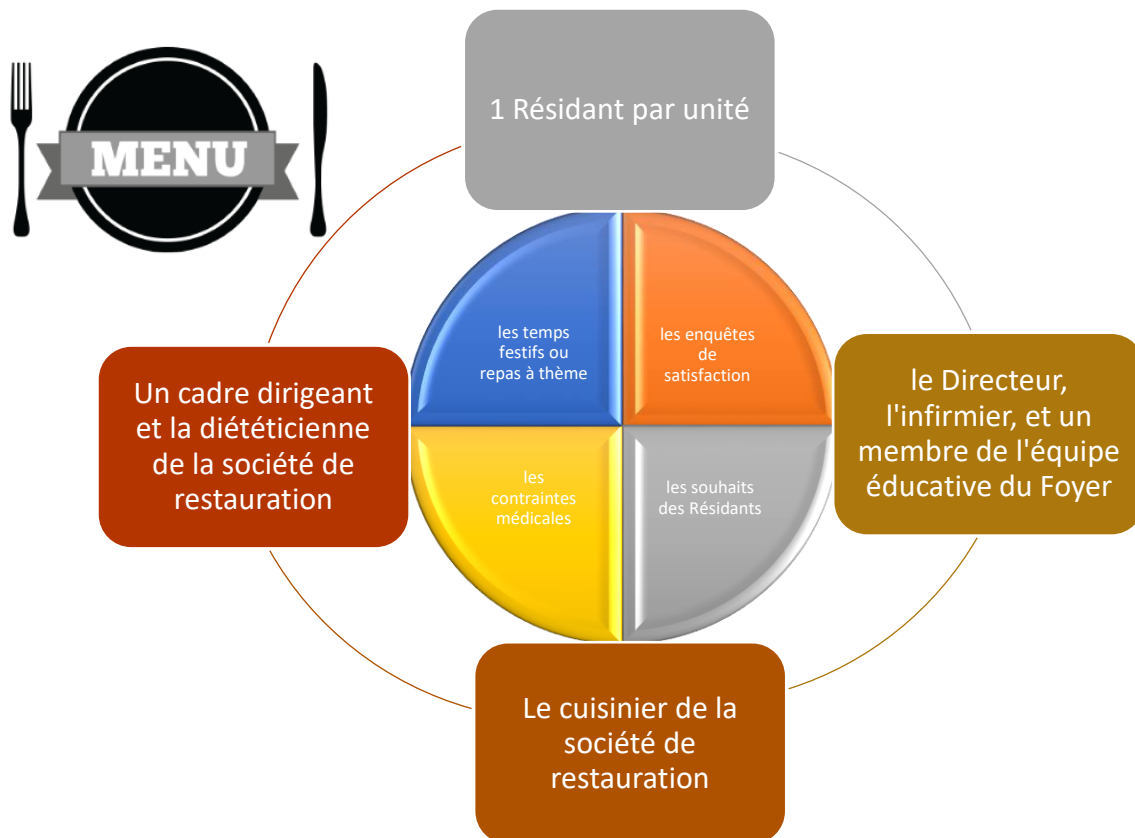 MENU
1 Résidant par unité
les temps
festifs ou
repas à thème
les enquêtes
de
satisfaction
Un cadre dirigeant
et la diététicienne
de la société de
restauration
le Directeur,
l'infirmier, et un
membre de l'équipe
éducative du Foyer
les
contraintes
médicales
les souhaits
des Résidants
Le cuisinier de la
société de
restauration